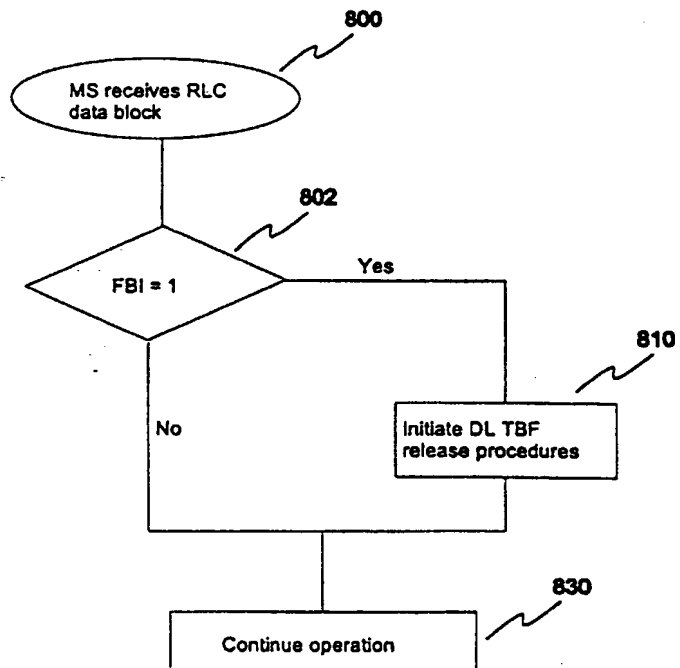 800
MS receives RLC
data block
802
FBI = 1
Yes
810
No
Initiate DL TBF
release procedures
830
Continue operation